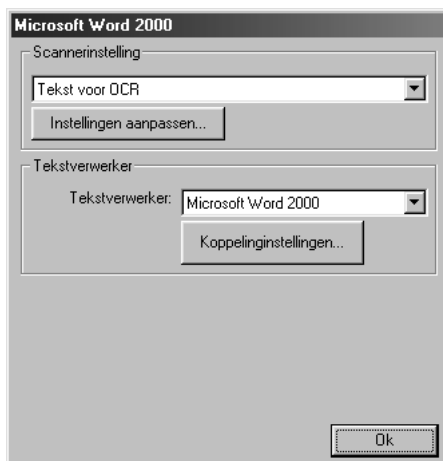 Microsoft Word 2000
Scannerinstelling
Tekst voor OCR
Instellingen aanpassen...
Tekstverwerker
Tekstverwerker: Microsoft Word 2000
Koppelinginstellingen...
Ok